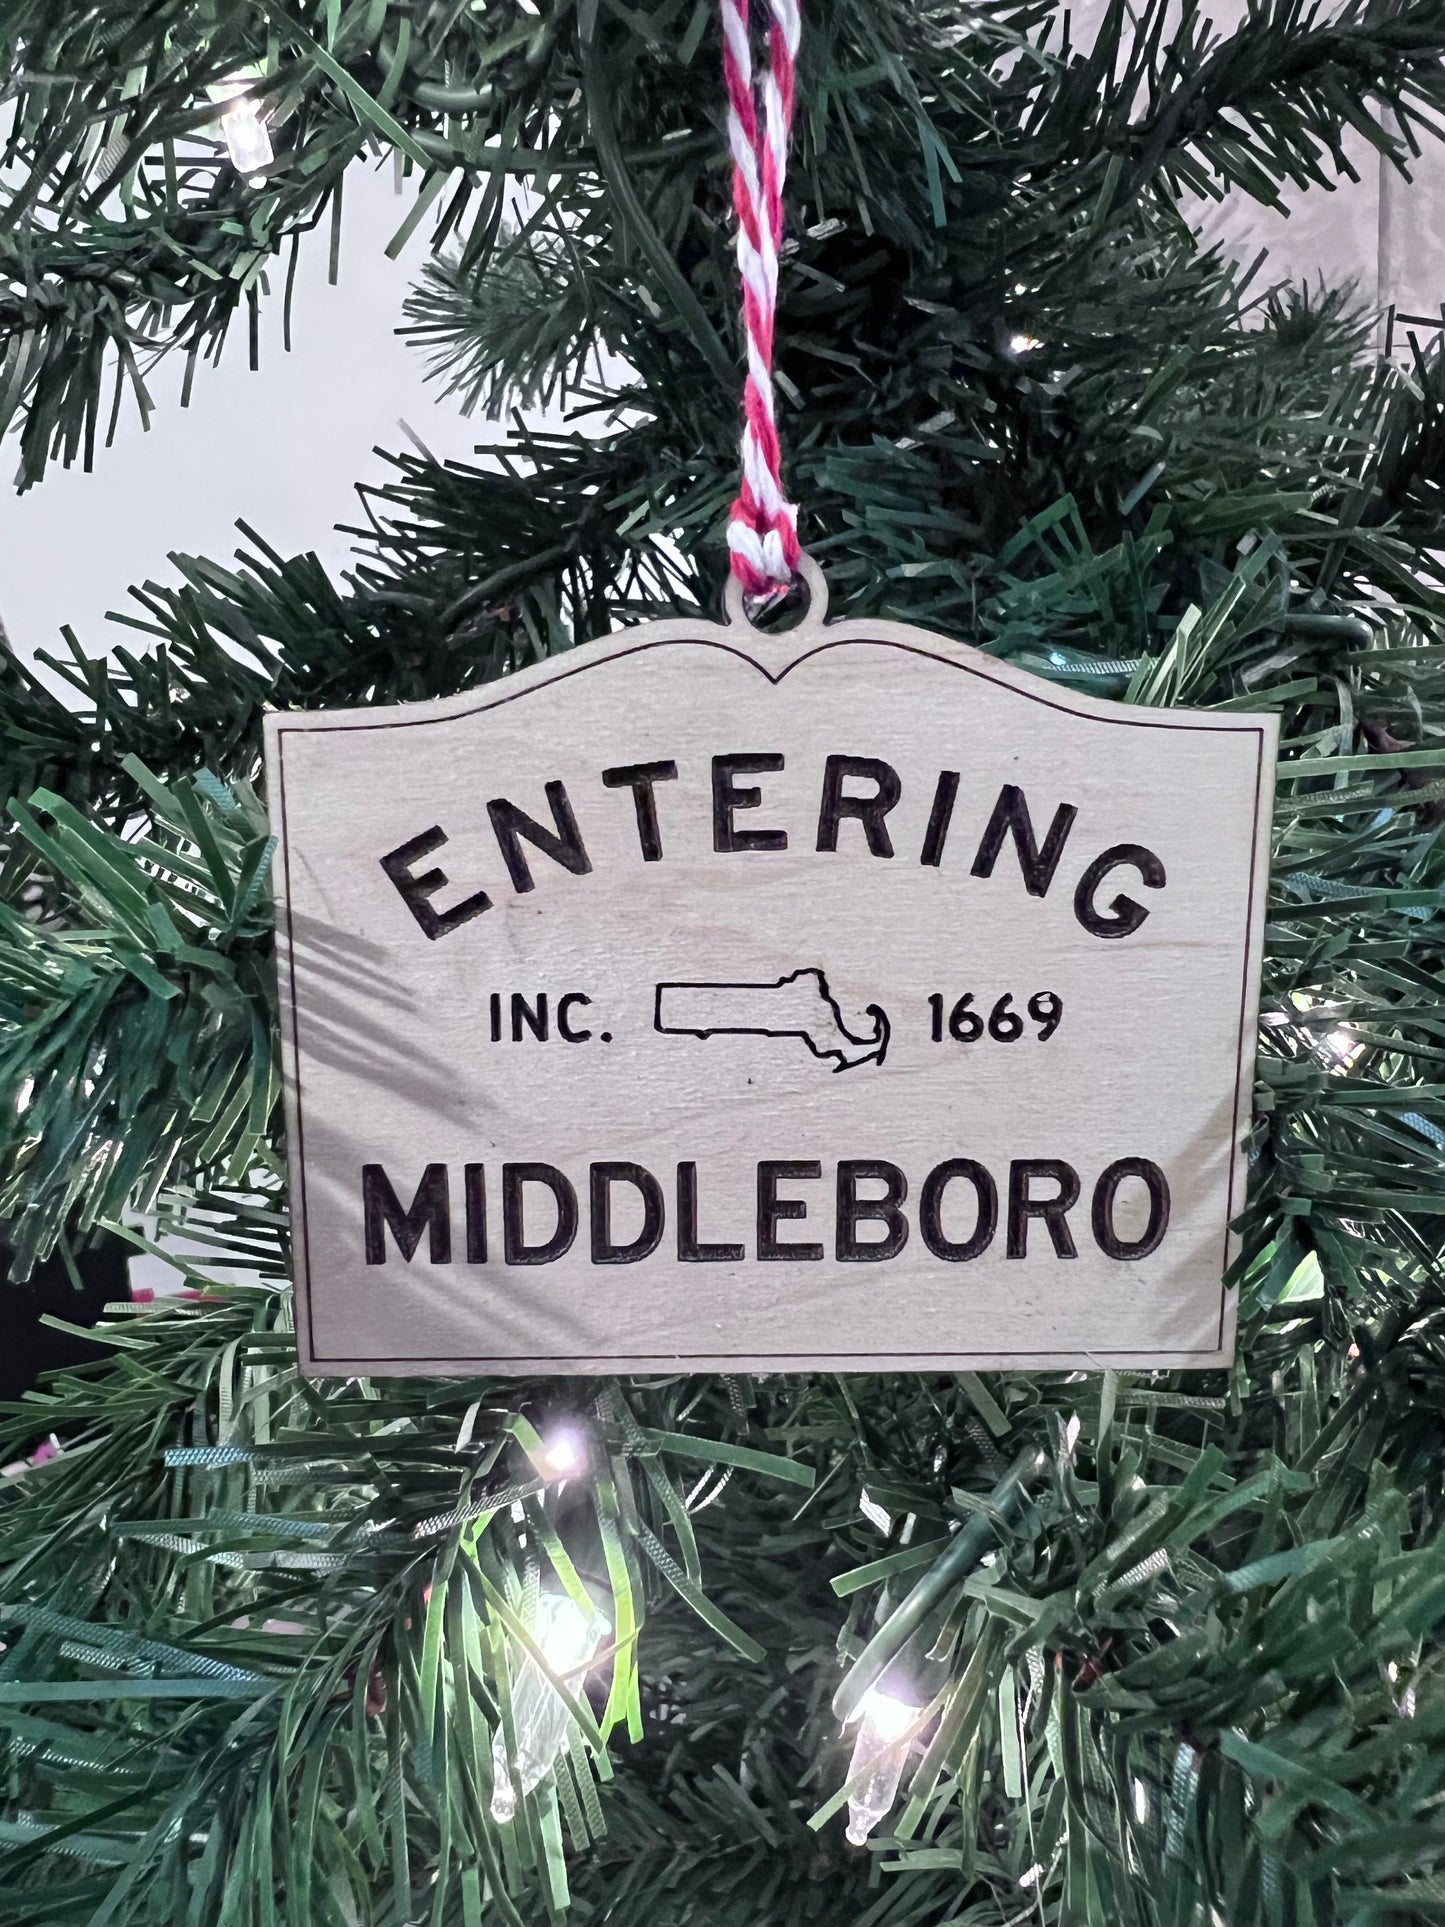 ENTERING
INC. 1669
MIDDLEBORO